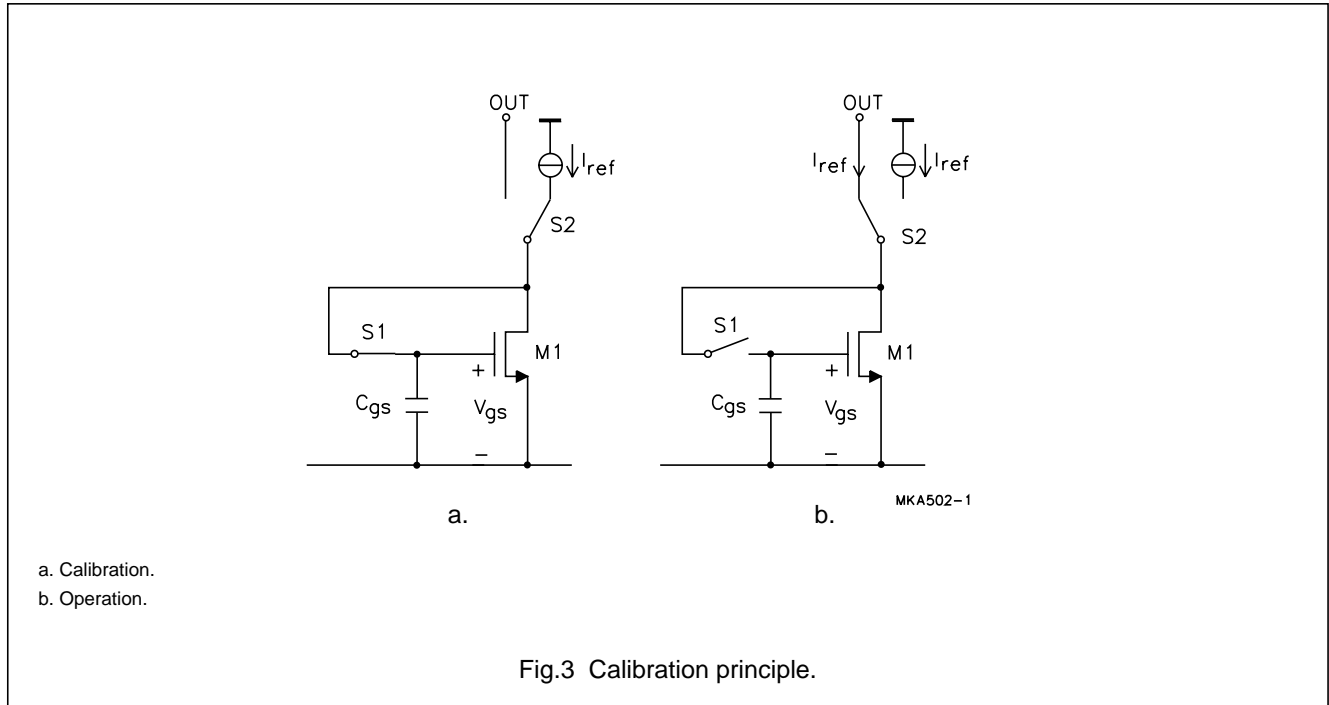 OUT OUT
Iref Iref Iref
S2 S2
S1 S1
M1 M1
+ +
Cgs Vgs Cgs Vgs
− −
MKA502-1
a. b.
a. Calibration.
b. Operation.
Fig.3 Calibration principle.